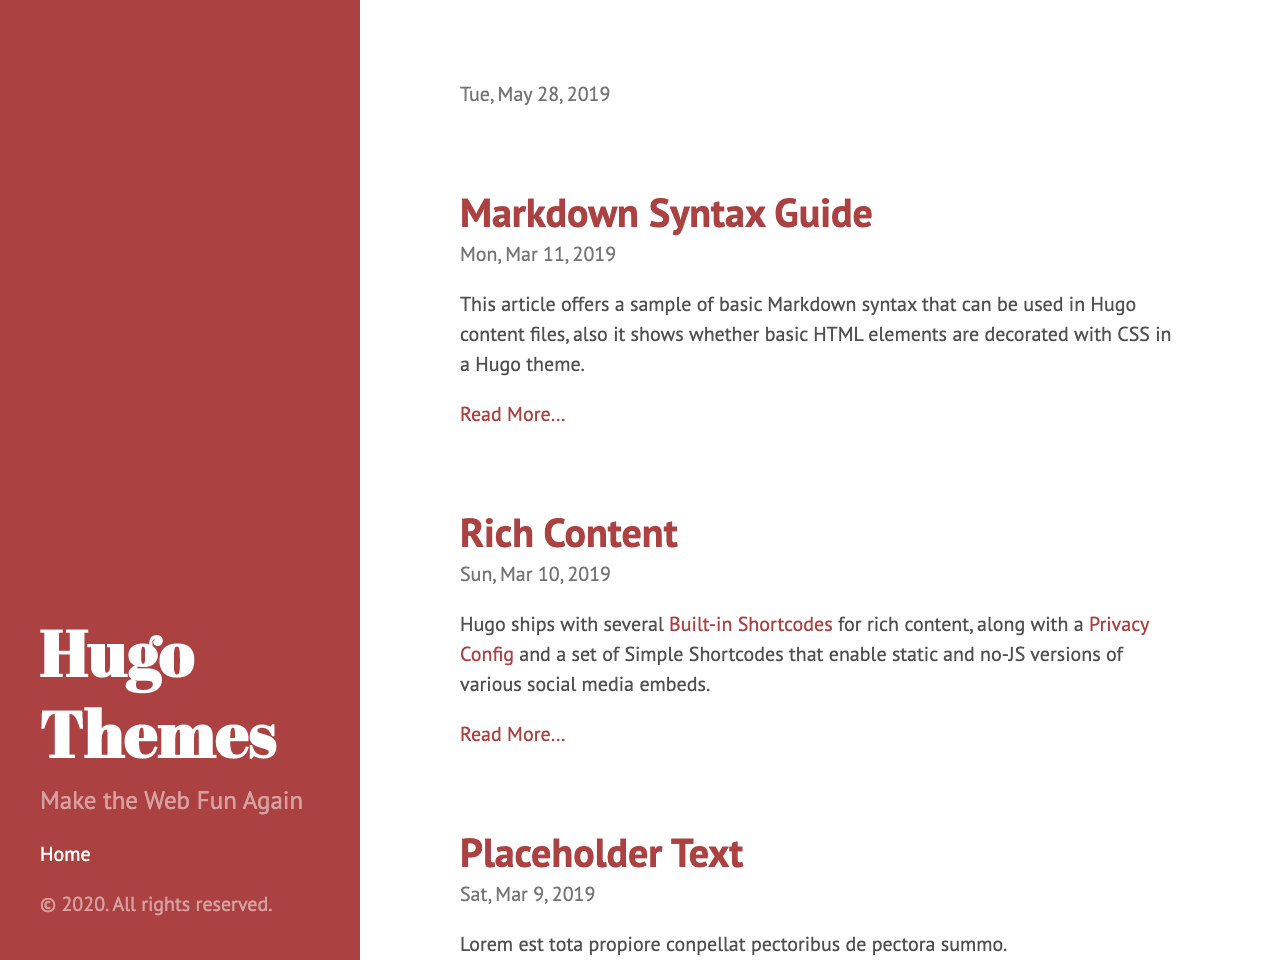 Hugo
Themes
Make the Web Fun Again
Home
© 2020. All rights reserved.
Tue, May 28, 2019
Markdown Syntax Guide
Mon, Mar 11, 2019
This article offers a sample of basic Markdown syntax that can be used in Hugo
content files, also it shows whether basic HTML elements are decorated with CSS in
a Hugo theme.
Read More…
Rich Content
Sun, Mar 10, 2019
Hugo ships with several Built-in Shortcodes for rich content, along with a Privacy
Config and a set of Simple Shortcodes that enable static and no-JS versions of
various social media embeds.
Read More…
Placeholder Text
Sat, Mar 9, 2019
Lorem est tota propiore conpellat pectoribus de pectora summo.